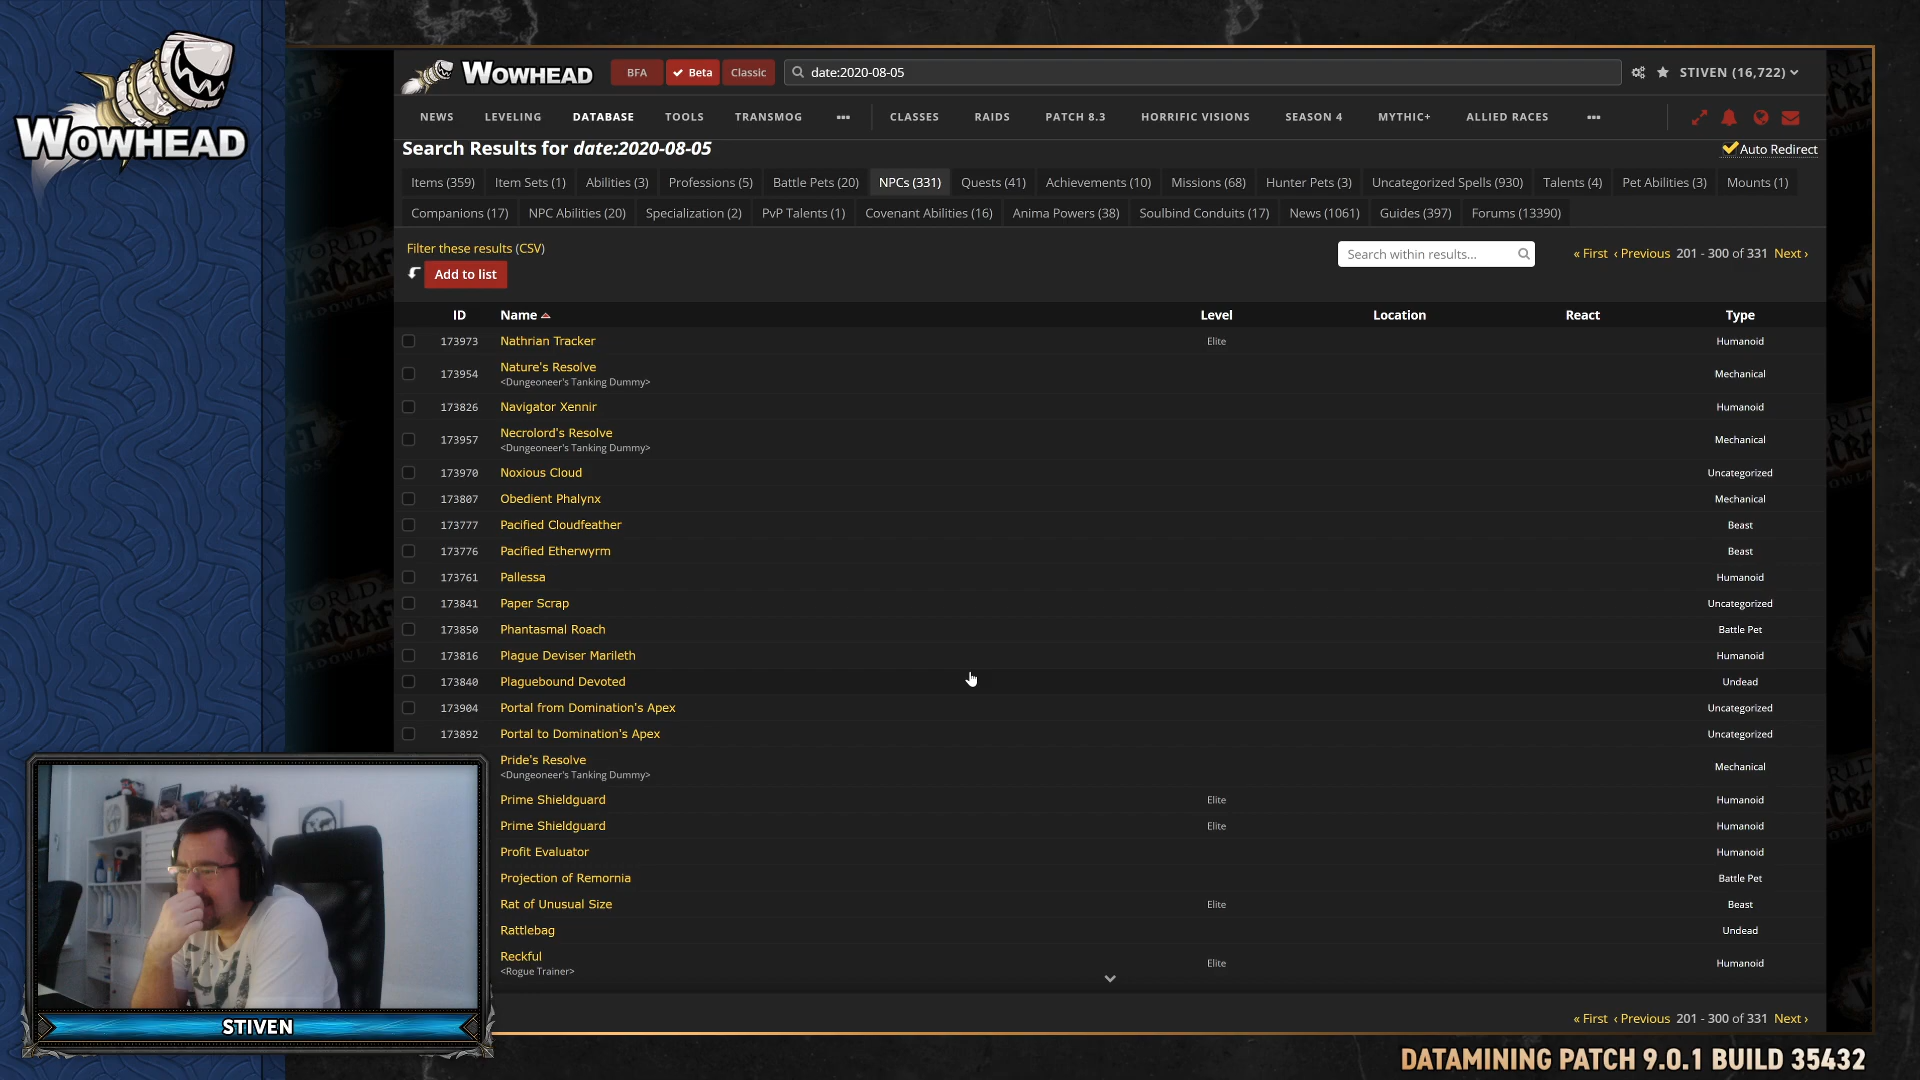 WOWHEAD
WOWHEAD
BFA
Beta
Classic
date:2020-08-05
STIVEN (16,722)
NEWS
LEVELING
DATABASE
TOOLS
TRANSMOG
CLASSES
RAIDS
PATCH 8.3
HORRIFIC VISIONS
SEASON 4
MYTHIC+
ALLIED RACES
Search Results for date:2020-08-05
Auto Redirect
Items (359) Item Sets (1) Abilities (3) Professions (5) Battle Pets (20) NPCs (331) Quests (41) Achievements (10) Missions (68) Hunter Pets (3) Uncategorized Spells (930) Talents (4) Pet Abilities (3) Mounts (1)
Companions (17) NPC Abilities (20) Specialization (2) PvP Talents (1) Covenant Abilities (16) Anima Powers (38) Soulbind Conduits (17) News (1061) Guides (397) Forums (13390)
Filter these results (CSV)
Add to list
Search within results...
« First ‹ Previous 201 - 300 of 331 Next ›
ID Name Level Location React Type
173973 Nathrian Tracker Elite Humanoid
173954 Nature's Resolve Mechanical
<Dungeoneer's Tanking Dummy>
173826 Navigator Xennir Humanoid
173957 Necrolord's Resolve Mechanical
<Dungeoneer's Tanking Dummy>
173970 Noxious Cloud Uncategorized
173807 Obedient Phalynx Mechanical
173777 Pacified Cloudfeather Beast
173776 Pacified Etherwyrm Beast
173761 Pallessa Humanoid
173841 Paper Scrap Uncategorized
173850 Phantasmal Roach Battle Pet
173816 Plague Deviser Marileth Humanoid
173840 Plaguebound Devoted Undead
173904 Portal from Domination's Apex Uncategorized
173892 Portal to Domination's Apex Uncategorized
Pride's Resolve Mechanical
<Dungeoneer's Tanking Dummy>
Prime Shieldguard Elite Humanoid
Prime Shieldguard Elite Humanoid
Profit Evaluator Humanoid
Projection of Remornia Battle Pet
Rat of Unusual Size Elite Beast
Rattlebag Undead
Reckful Elite Humanoid
<Rogue Trainer>
« First ‹ Previous 201 - 300 of 331 Next ›
STIVEN
DATAMINING PATCH 9.0.1 BUILD 35432